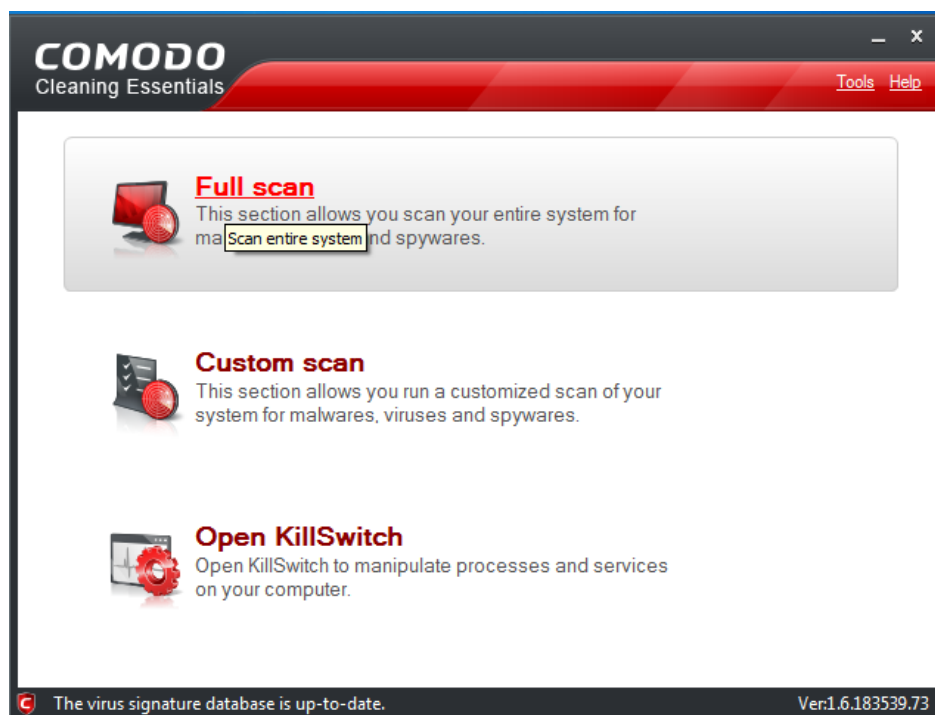 COMODO
Cleaning Essentials
Tools Help
Full scan
This section allows you scan your entire system for
ma nd spywares.
Scan entire system
Custom scan
This section allows you run a customized scan of your
system for malwares, viruses and spywares.
Open KillSwitch
Open KillSwitch to manipulate processes and services
on your computer.
The virus signature database is up-to-date.
Ver:1.6.183539.73